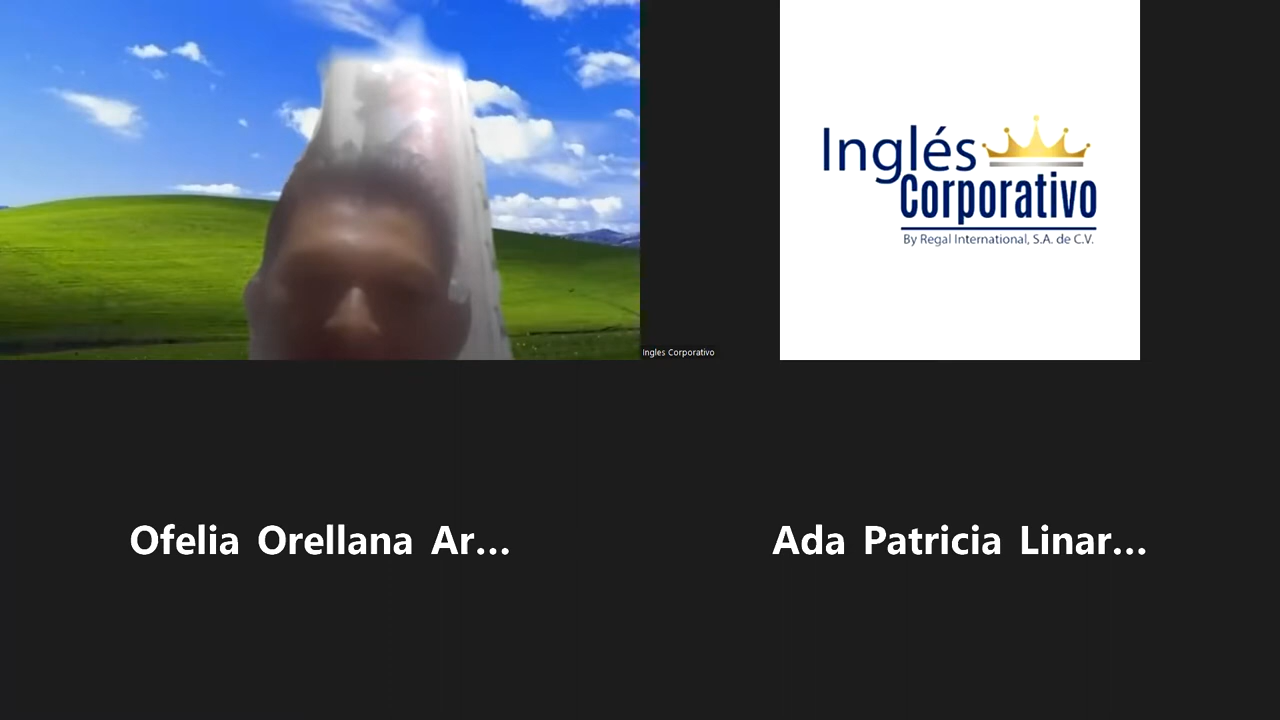 Inglés
Corporativo
By Regal International, S.A. de C.V.
Ingles Corporativo
Ofelia Orellana Ar...
Ada Patricia Linar...